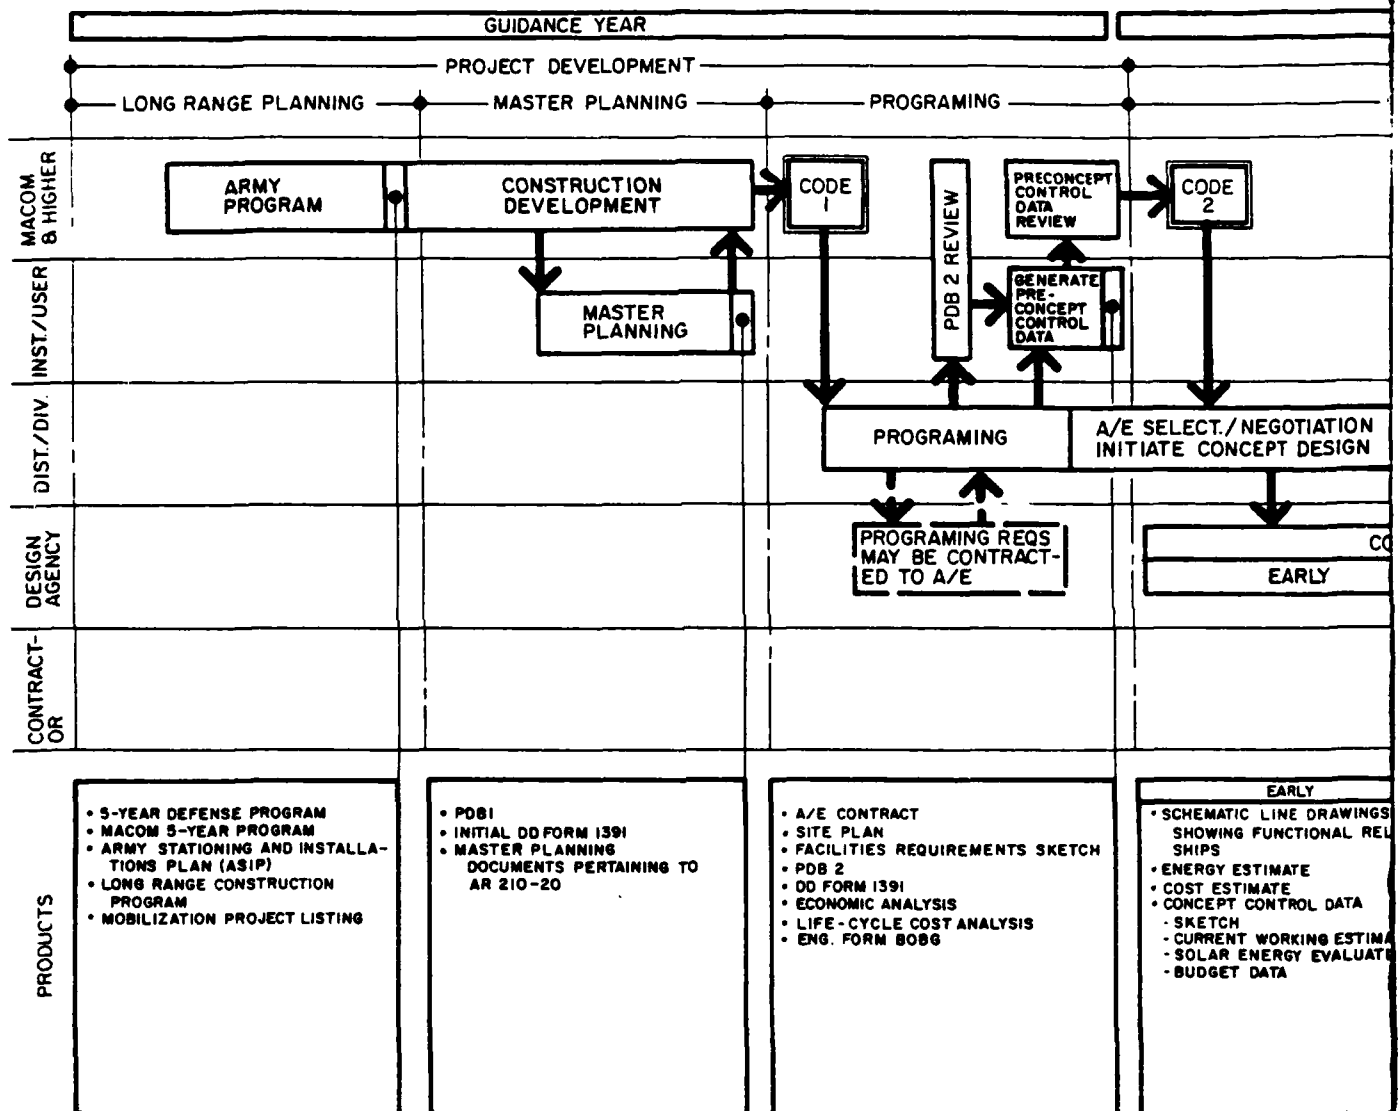 GUIDANCE YEAR
PROJECT DEVELOPMENT
LONG RANGE PLANNING
MASTER PLANNING
PROGRAMING
MACOM
& HIGHER
ARMY
PROGRAM
CONSTRUCTION
DEVELOPMENT
CODE
1
PDB 2 REVIEW
PRECONCEPT
CONTROL
DATA
REVIEW
CODE
2
INST./USER
MASTER
PLANNING
GENERATE
PRE-
CONCEPT
CONTROL
DATA
DIST./DIV.
PROGRAMING
A/E SELECT./NEGOTIATION
INITIATE CONCEPT DESIGN
DESIGN
AGENCY
PROGRAMING REQS
MAY BE CONTRACT-
ED TO A/E
CO
EARLY
CONTRACT-
OR
PRODUCTS
• 5-YEAR DEFENSE PROGRAM
• MACOM 5-YEAR PROGRAM
• ARMY STATIONING AND INSTALLA-
TIONS PLAN (ASIP)
• LONG RANGE CONSTRUCTION
PROGRAM
• MOBILIZATION PROJECT LISTING
• PDB1
• INITIAL DD FORM 1391
• MASTER PLANNING
DOCUMENTS PERTAINING TO
AR 210-20
• A/E CONTRACT
• SITE PLAN
• FACILITIES REQUIREMENTS SKETCH
• PDB 2
• DD FORM 1391
• ECONOMIC ANALYSIS
• LIFE-CYCLE COST ANALYSIS
• ENG. FORM
EARLY
• SCHEMATIC LINE DRAWINGS
SHOWING FUNCTIONAL REL
SHIPS
• ENERGY ESTIMATE
• COST ESTIMATE
• CONCEPT CONTROL DATA
- SKETCH
- CURRENT WORKING ESTIMA
- SOLAR ENERGY EVALUATE
- BUDGET DATA